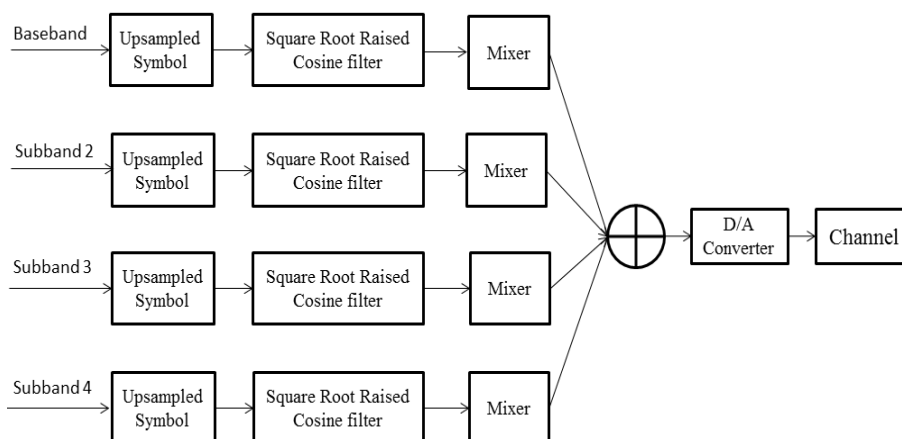 Baseband
Upsampled
Symbol
Square Root Raised
Cosine filter
Mixer
Subband 2
Upsampled
Symbol
Square Root Raised
Cosine filter
Mixer
D/A
Converter
Channel
Subband 3
Upsampled
Symbol
Square Root Raised
Cosine filter
Mixer
Subband 4
Upsampled
Symbol
Square Root Raised
Cosine filter
Mixer